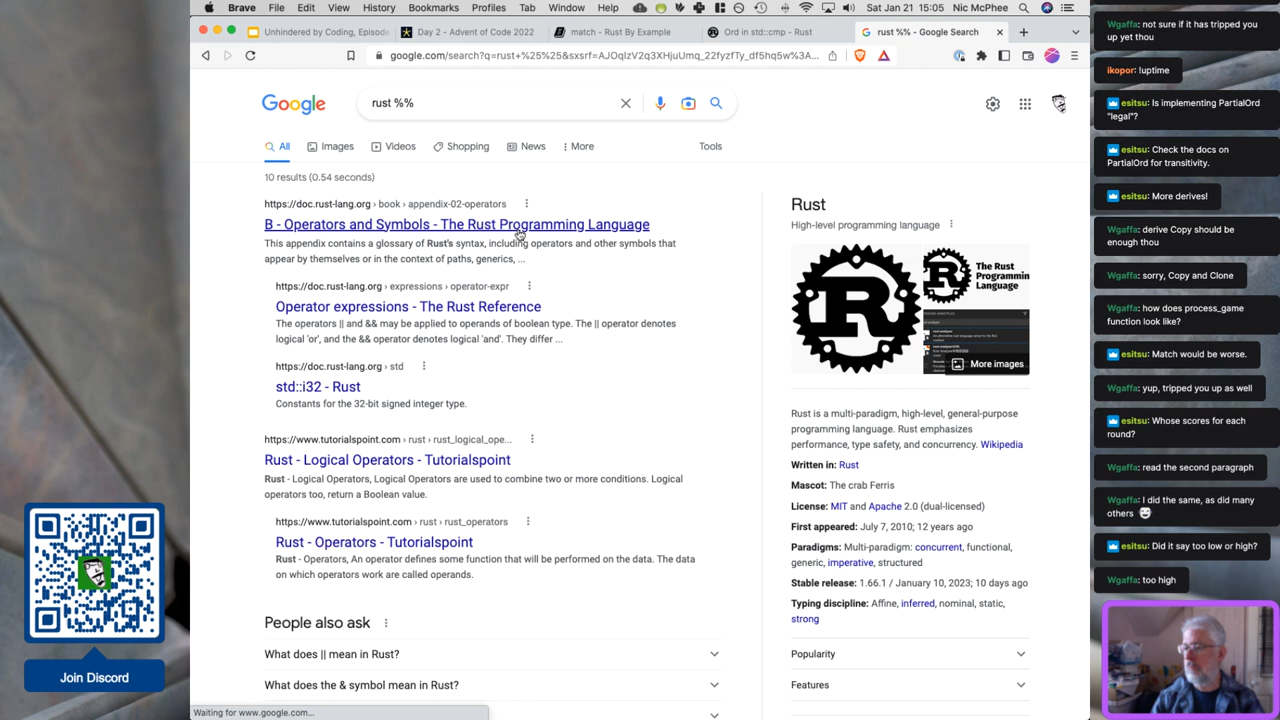 Brave File Edit View History Bookmarks Profiles Tab Window Help Sat Jan 21 15:05 Nic McPhee
Unhindered by Coding, Episode
Day 2 - Advent of Code 2022
match - Rust By Example
Ord in std::cmp - Rust
rust %% - Google Search
google.com/search?q=rust+%25%25&sxsrf=AJOqlzV2q3XHjuUmq_22fyzfTy_df5hq5w%3A...
Google
rust %%
All
Images
Videos
Shopping
News
More
Tools
10 results (0.54 seconds)
https://doc.rust-lang.org › book › appendix-02-operators
B - Operators and Symbols - The Rust Programming Language
This appendix contains a glossary of Rust's syntax, including operators and other symbols that
appear by themselves or in the context of paths, generics, ...
https://doc.rust-lang.org › expressions › operator-expr
Operator expressions - The Rust Reference
The operators || and && may be applied to operands of boolean type. The || operator denotes
logical 'or', and the && operator denotes logical 'and'. They differ ...
https://doc.rust-lang.org › std
std::i32 - Rust
Constants for the 32-bit signed integer type.
https://www.tutorialspoint.com › rust › rust_logical_ope...
Rust - Logical Operators - Tutorialspoint
Rust - Logical Operators, Logical Operators are used to combine two or more conditions. Logical
operators too, return a Boolean value.
https://www.tutorialspoint.com › rust › rust_operators
Rust - Operators - Tutorialspoint
Rust - Operators, An operator defines some function that will be performed on the data. The data
on which operators work are called operands.
People also ask
What does || mean in Rust?
What does the & symbol mean in Rust?
Waiting for www.google.com...
Rust
High-level programming language
The Rust
Programming
Language
More images
Rust is a multi-paradigm, high-level, general-purpose
programming language. Rust emphasizes
performance, type safety, and concurrency. Wikipedia
Written in: Rust
Mascot: The crab Ferris
License: MIT and Apache 2.0 (dual-licensed)
First appeared: July 7, 2010; 12 years ago
Paradigms: Multi-paradigm: concurrent, functional,
generic, imperative, structured
Stable release: 1.66.1 / January 10, 2023; 10 days ago
Typing discipline: Affine, inferred, nominal, static,
strong
Popularity
Features
Wgaffa: not sure if it has tripped you
up yet thou
ikopor: !uptime
esitsu: Is implementing PartialOrd
"legal"?
esitsu: Check the docs on
PartialOrd for transitivity.
esitsu: More derives!
Wgaffa: derive Copy should be
enough thou
Wgaffa: sorry, Copy and Clone
Wgaffa: how does process_game
function look like?
esitsu: Match would be worse.
Wgaffa: yup, tripped you up as well
esitsu: Whose scores for each
round?
Wgaffa: read the second paragraph
Wgaffa: I did the same, as did many
others
esitsu: Did it say too low or high?
Wgaffa: too high
Join Discord